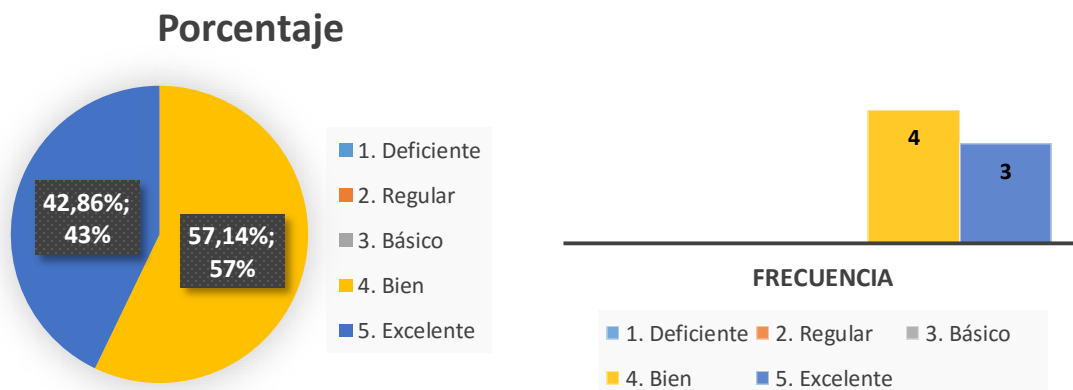 Porcentaje
42,86%;
43%
57,14%;
57%
1. Deficiente
2. Regular
3. Básico
4. Bien
5. Excelente
4
3
FRECUENCIA
1. Deficiente 2. Regular 3. Básico
4. Bien 5. Excelente